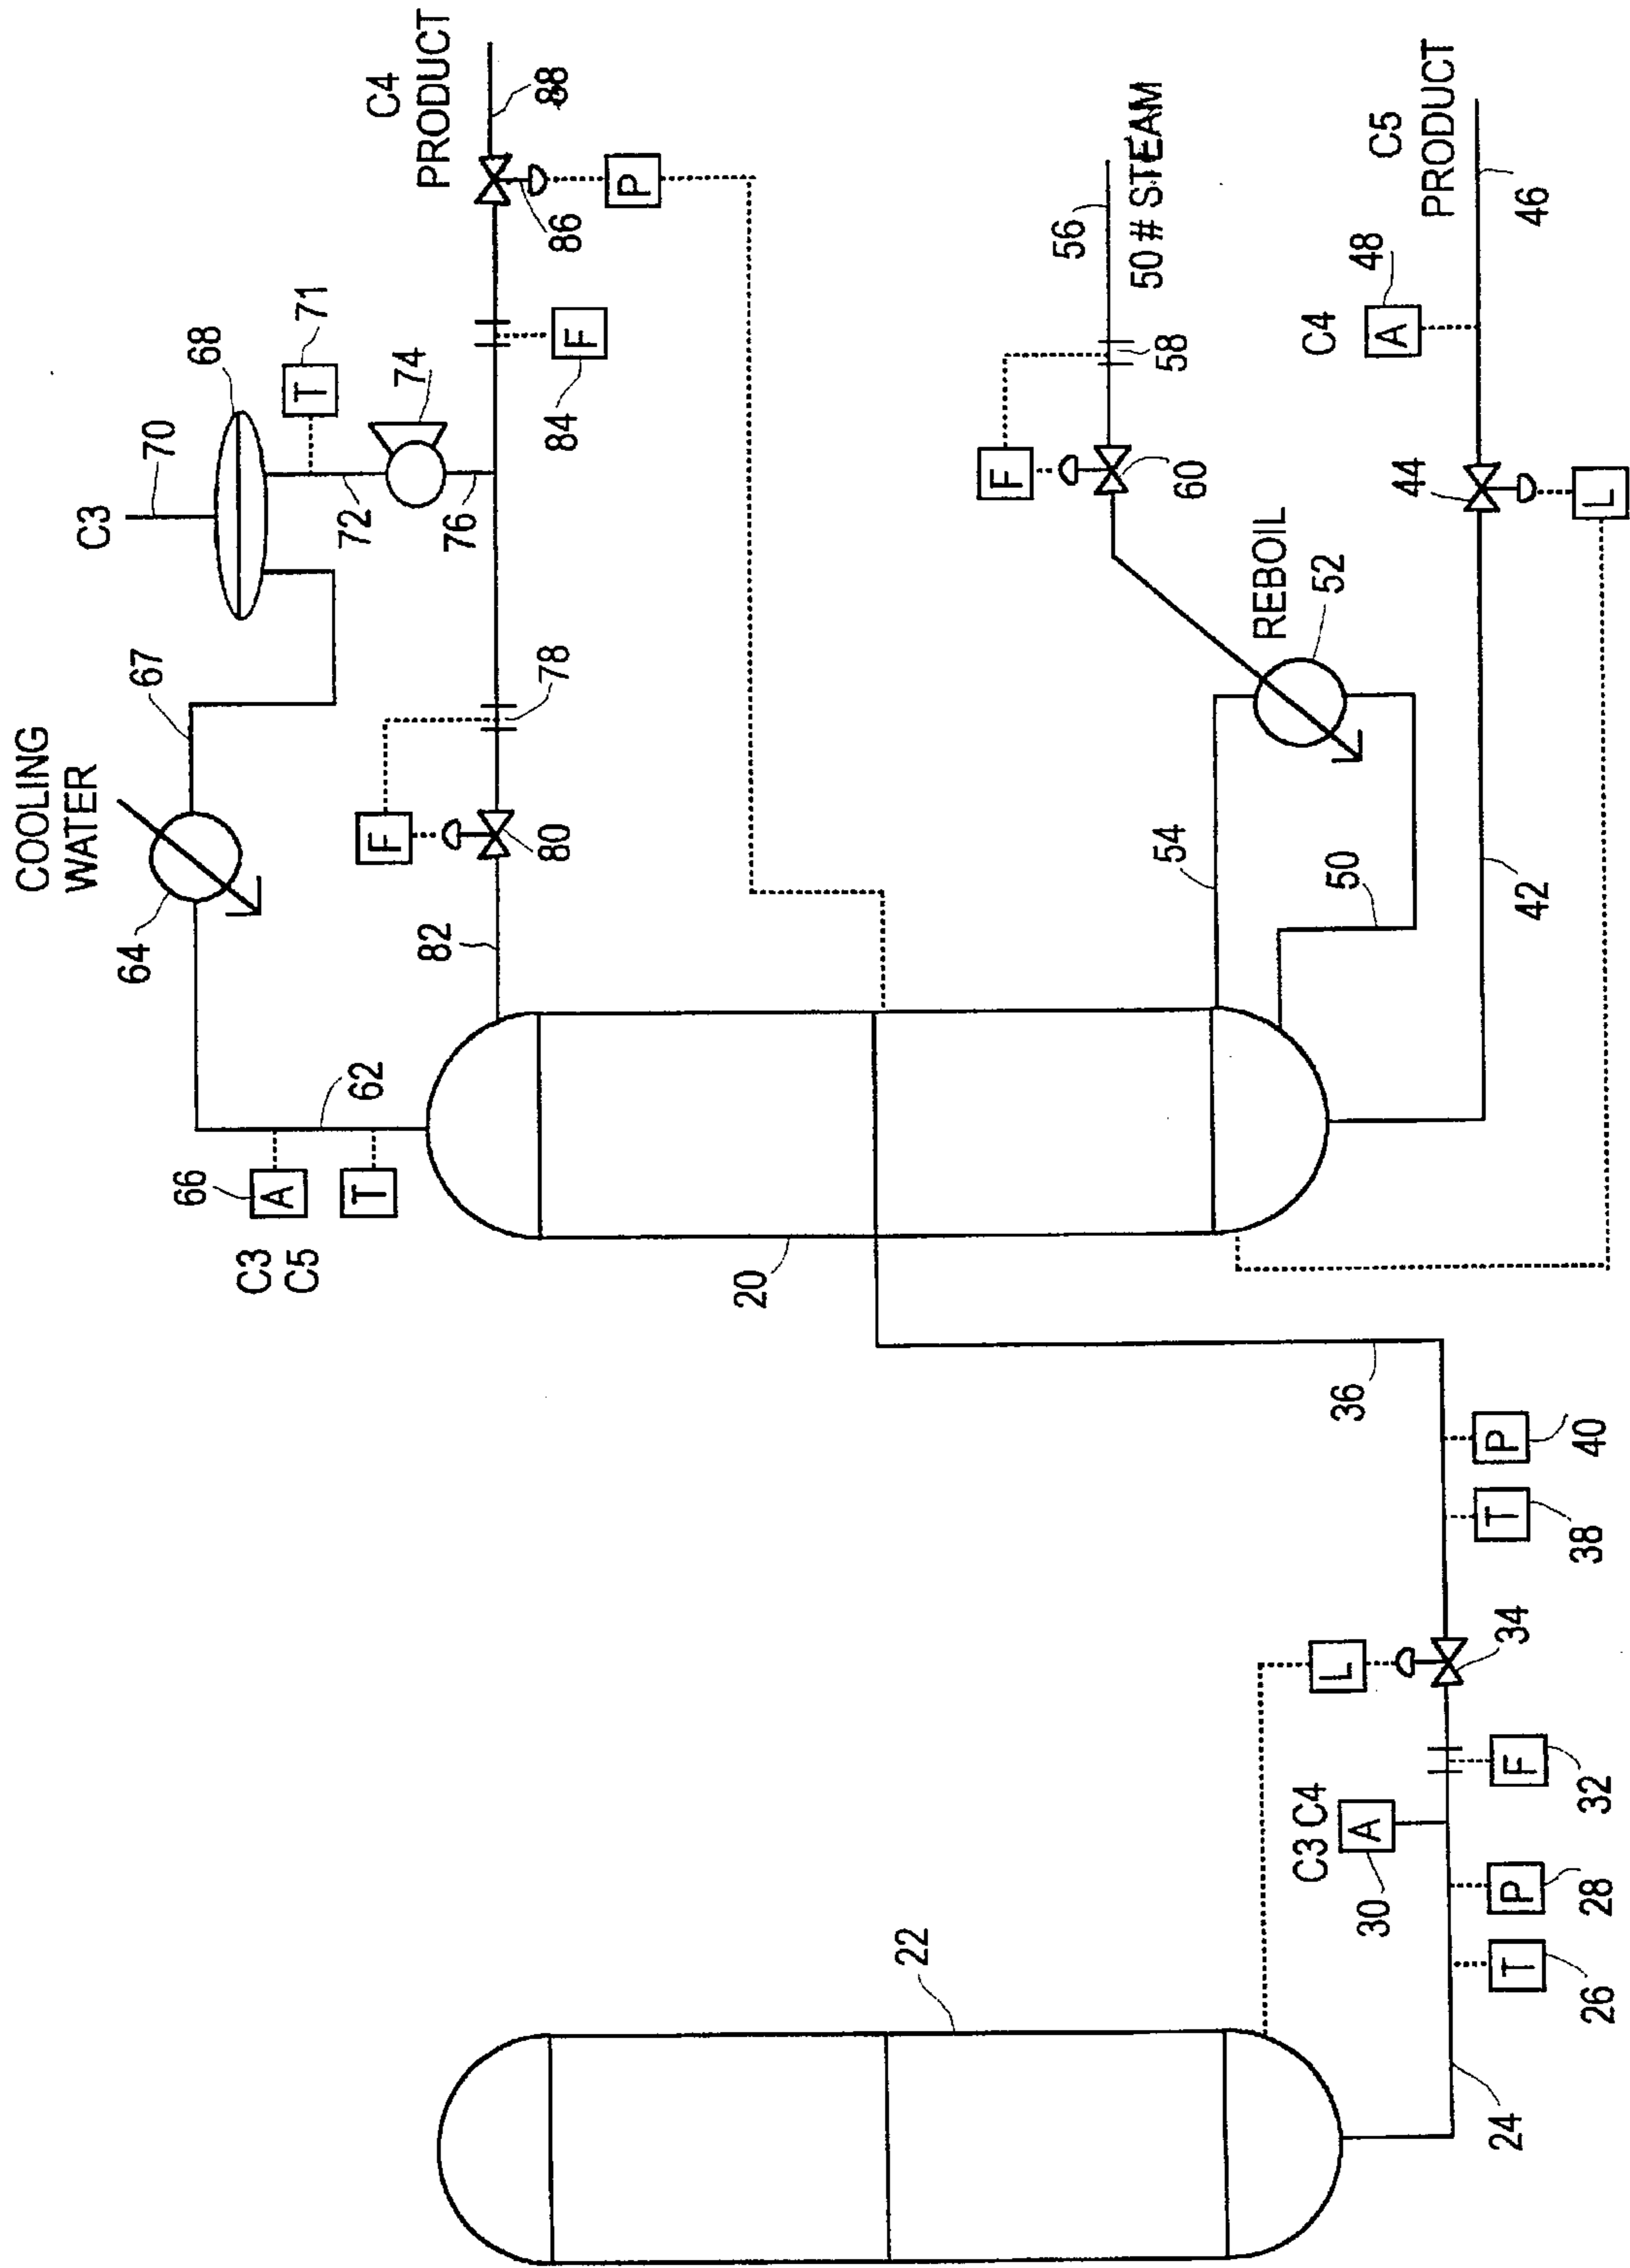 COOLING
WATER
C3
64
67
70
66
A
68
C3
C5
T
62
T
71
72
74
C4
PRODUCT
F
82
76
80
78
84
F
86
88
P
20
22
F
56
50 # STEAM
54
60
58
REBOIL
52
50
C3 C4
A
30
L
36
C4
A
48
C5
PRODUCT
44
24
T
26
P
28
F
32
34
T
38
P
40
42
46
L